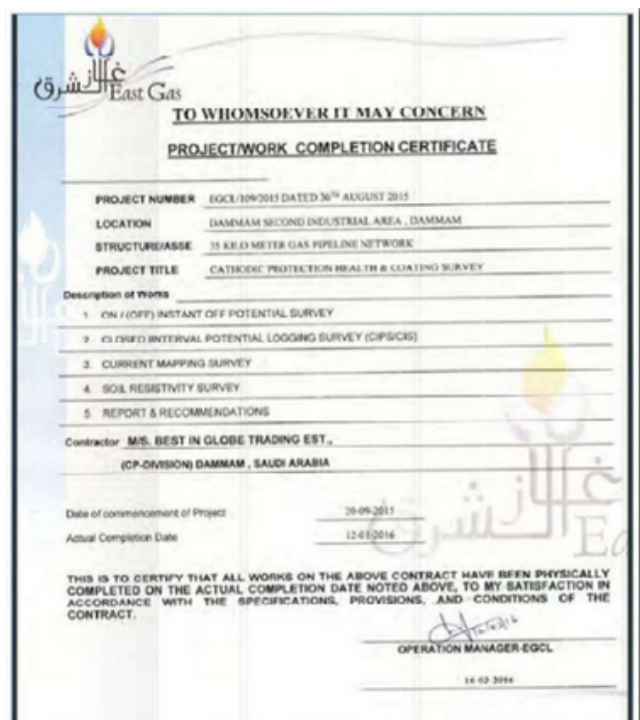 غاز الشرق
East Gas
TO WHOMSOEVER IT MAY CONCERN
PROJECT/WORK COMPLETION CERTIFICATE
PROJECT NUMBER EGCL/109/2015 DATED 30TH AUGUST 2015
LOCATION DAMMAM SECOND INDUSTRIAL AREA , DAMMAM
STRUCTURE/ASSE 35 KILO METER GAS PIPELINE NETWORK
PROJECT TITLE CATHODIC PROTECTION HEALTH & COATING SURVEY
Description of Works
1 ON / (OFF) INSTANT OFF POTENTIAL SURVEY
2 CLOSED INTERVAL POTENTIAL LOGGING SURVEY (CIPS/CIS)
3. CURRENT MAPPING SURVEY
4. SOIL RESISTIVITY SURVEY
5 REPORT & RECOMMENDATIONS
Contractor M/S. BEST IN GLOBE TRADING EST.,
(CP-DIVISION) DAMMAM , SAUDI ARABIA
Date of commencement of Project 20-09-2015
Actual Completion Date 12-01-2016
THIS IS TO CERTIFY THAT ALL WORKS ON THE ABOVE CONTRACT HAVE BEEN PHYSICALLY
COMPLETED ON THE ACTUAL COMPLETION DATE NOTED ABOVE, TO MY SATISFACTION IN
ACCORDANCE WITH THE SPECIFICATIONS, PROVISIONS, AND CONDITIONS OF THE
CONTRACT.
OPERATION MANAGER-EGCL
16-02-2016